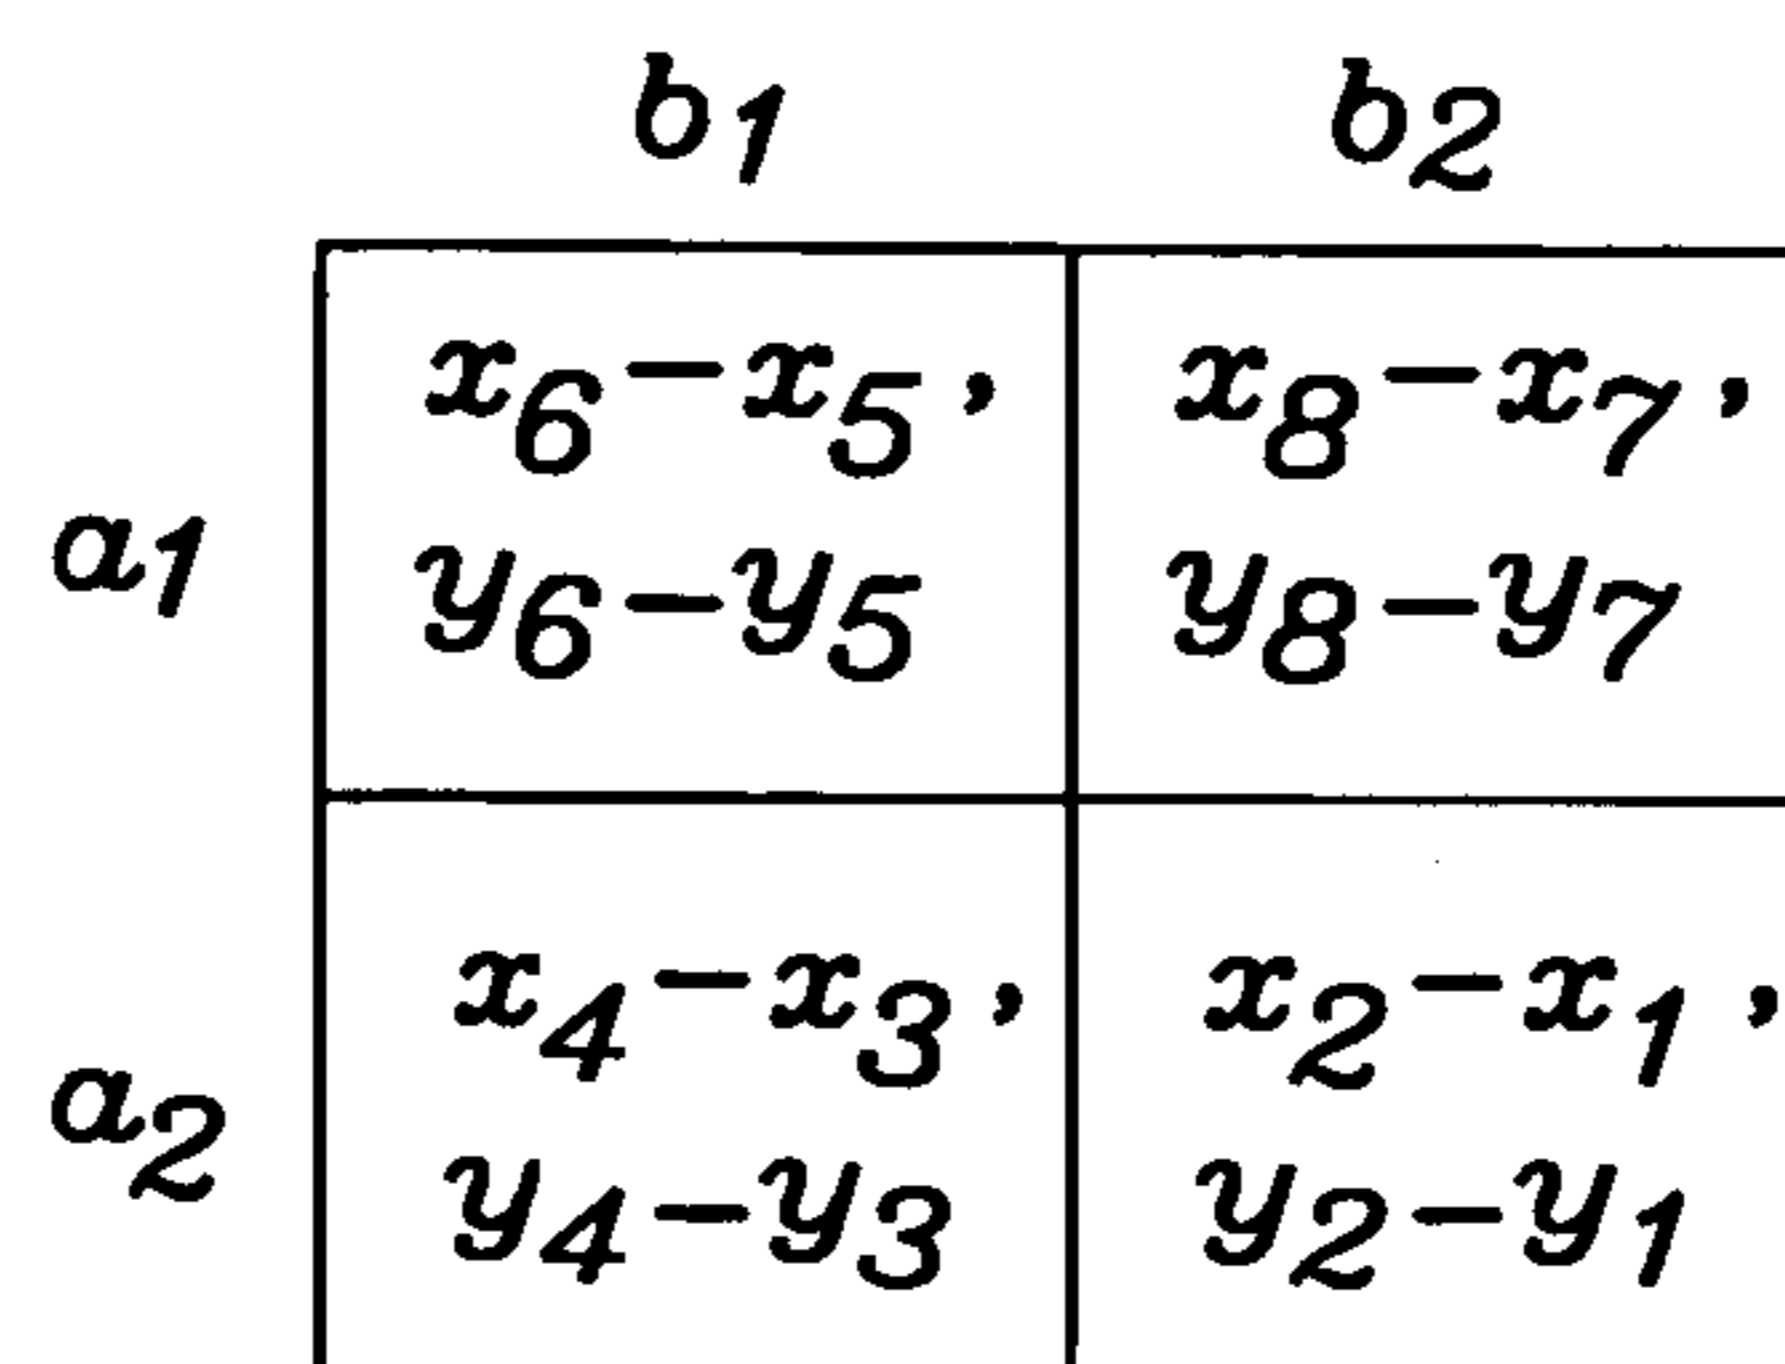 b1 b2
x6-x5, x8-x7,
a1
y6-y5 y8-y7
x4-x3, x2-x1,
a2
y4-y3 y2-y1